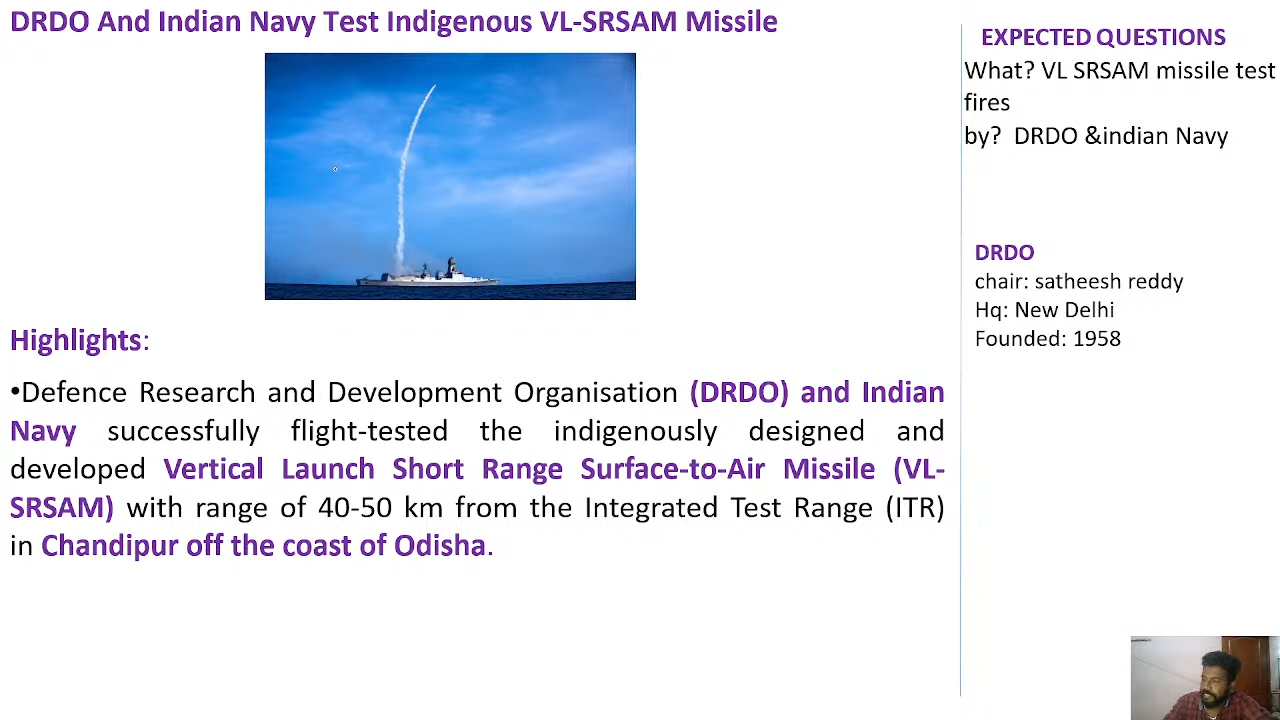 DRDO And Indian Navy Test Indigenous VL-SRSAM Missile
Highlights:
•Defence Research and Development Organisation (DRDO) and Indian
Navy successfully flight-tested the indigenously designed and
developed Vertical Launch Short Range Surface-to-Air Missile (VL-
SRSAM) with range of 40-50 km from the Integrated Test Range (ITR)
in Chandipur off the coast of Odisha.
EXPECTED QUESTIONS
What? VL SRSAM missile test
fires
by? DRDO &indian Navy
DRDO
chair: satheesh reddy
Hq: New Delhi
Founded: 1958